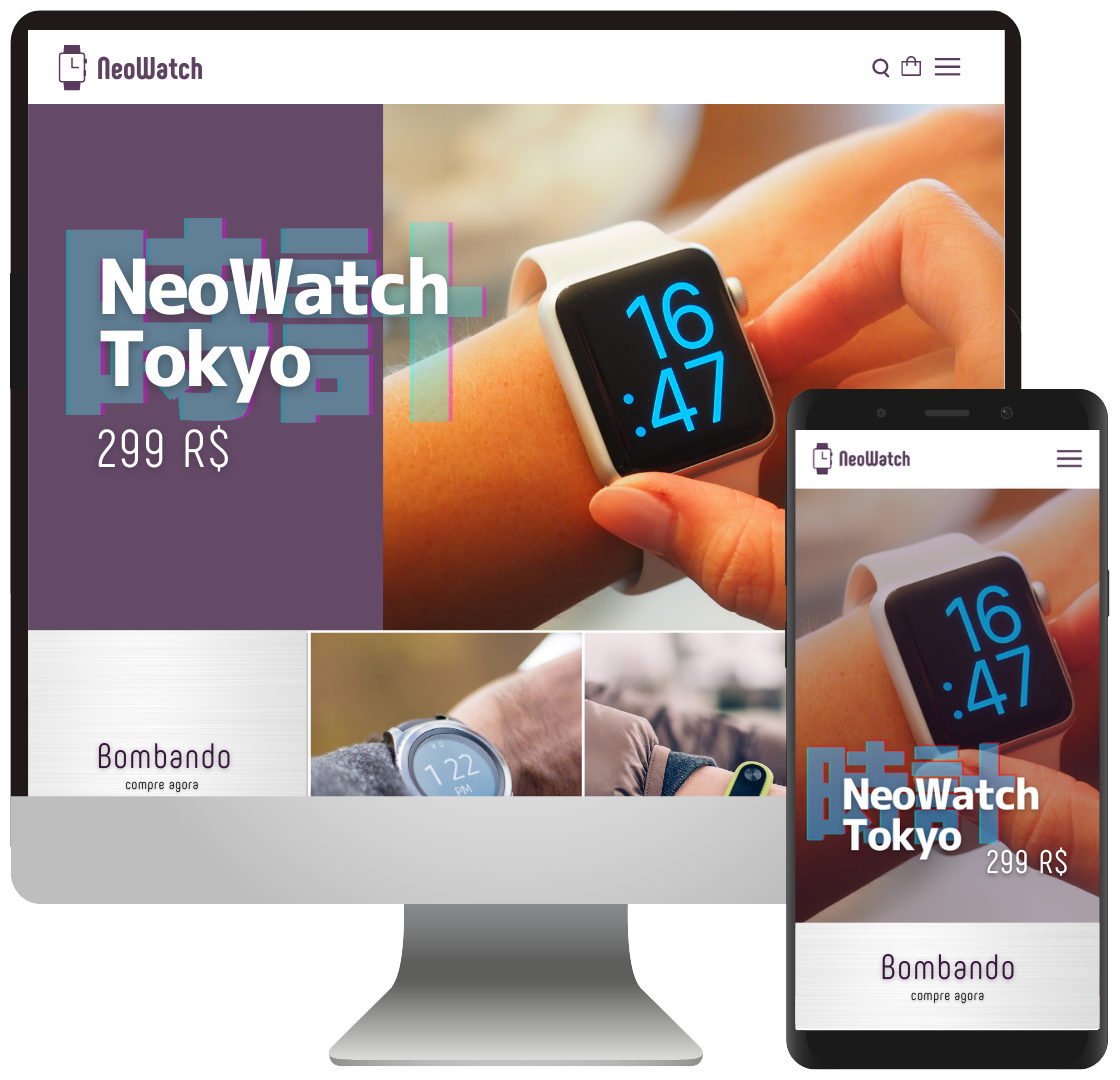 NeoWatch
時計
NeoWatch
Tokyo
299 R$
16
:47
Bombando
compre agora
1 22
PM
NeoWatch
16
:47
時計
NeoWatch
Tokyo
299 R$
Bombando
compre agora